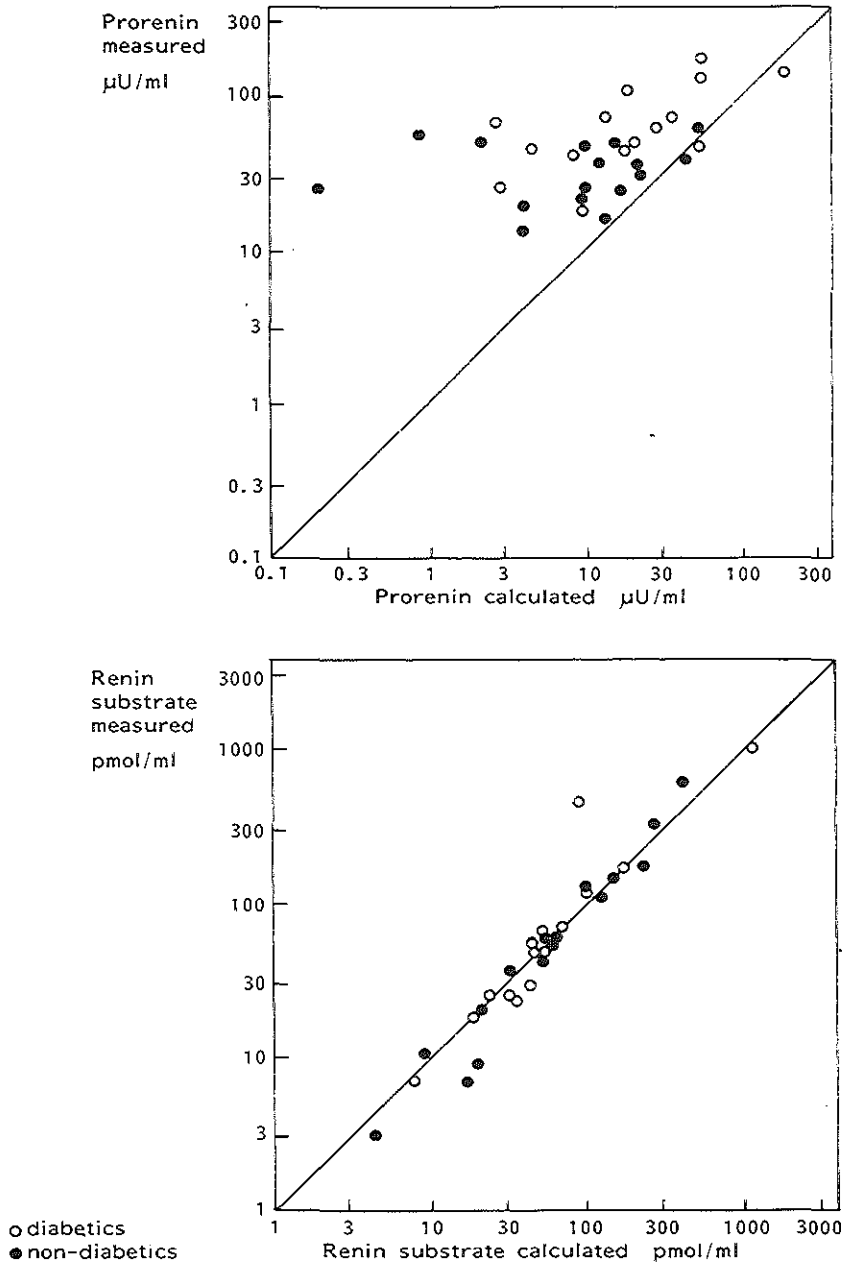 Prorenin
measured
µU/ml
300
100
30
10
3
1
0.3
0.1
0.1 0.3 1 3 10 30 100 300
Prorenin calculated µU/ml
Renin
substrate
measured
pmol/ml
3000
1000
300
100
30
10
3
1
1 3 10 30 100 300 1000 3000
Renin substrate calculated pmol/ml
diabetics
non-diabetics